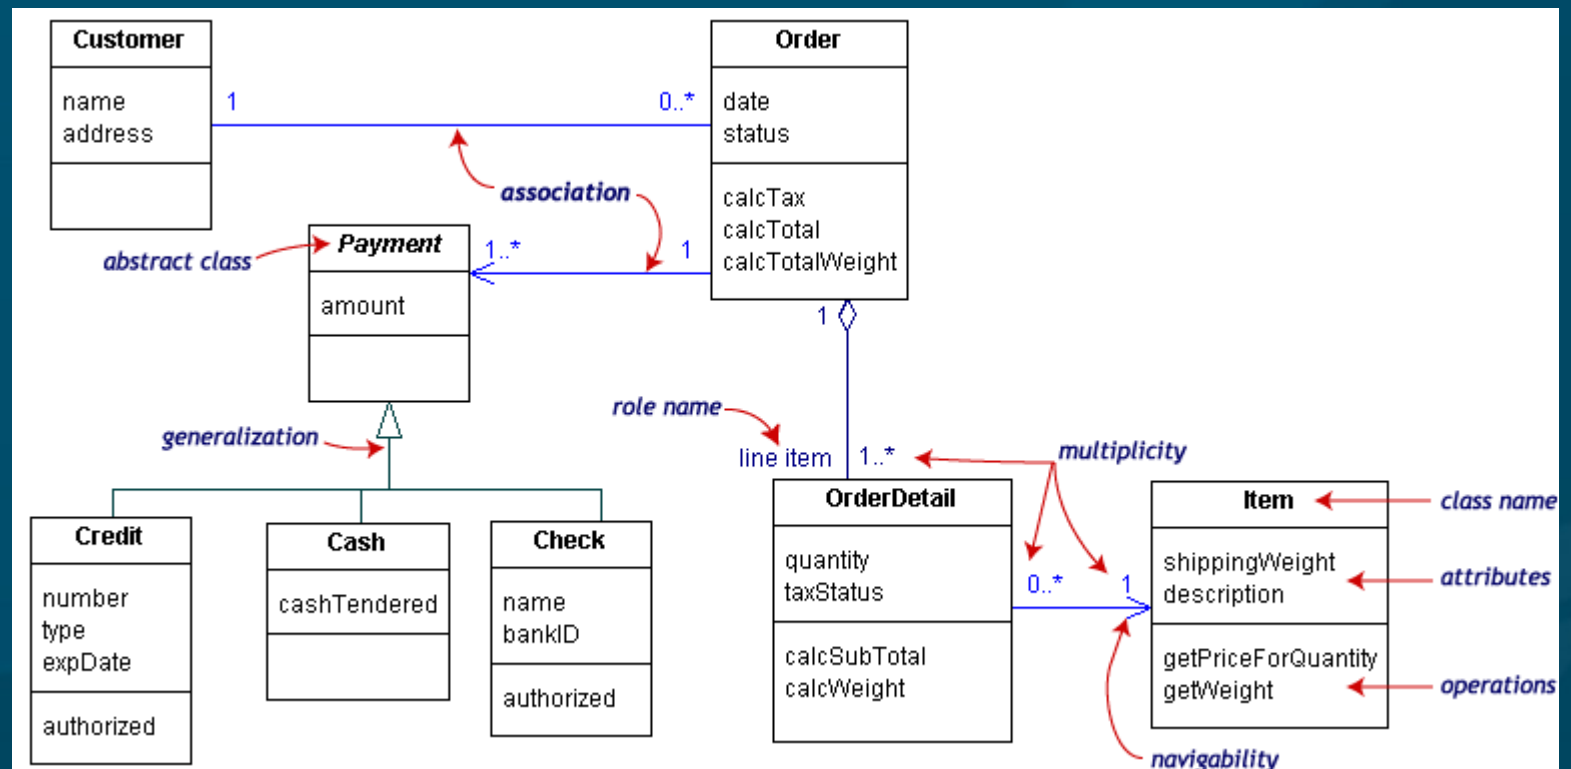 Customer
name
address
1
0..*
Order
date
status
calcTax
calcTotal
calcTotalWeight
association
abstract class
Payment
amount
1..*
1
1
role name
line item
1..*
multiplicity
generalization
Credit
number
type
expDate
authorized
Cash
cashTendered
Check
name
bankID
authorized
OrderDetail
quantity
taxStatus
calcSubTotal
calcWeight
0..*
1
Item
shippingWeight
description
getPriceForQuantity
getWeight
class name
attributes
operations
navigability